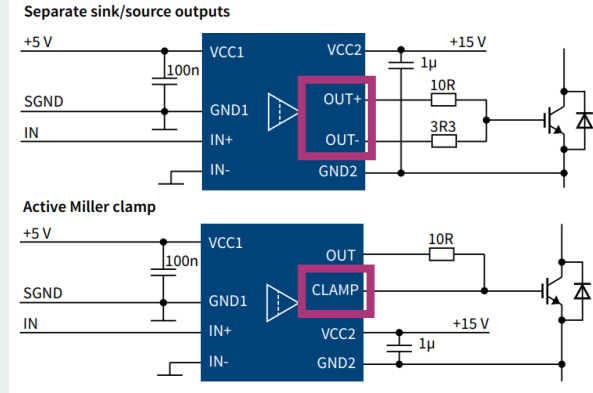 Separate sink/source outputs
+5 V
VCC1
VCC2
+15 V
100n
1µ
OUT+
10R
SGND
GND1
IN
IN+
OUT-
3R3
IN-
GND2
Active Miller clamp
+5 V
VCC1
OUT
10R
100n
CLAMP
SGND
GND1
IN
IN+
VCC2
+15 V
1µ
IN-
GND2